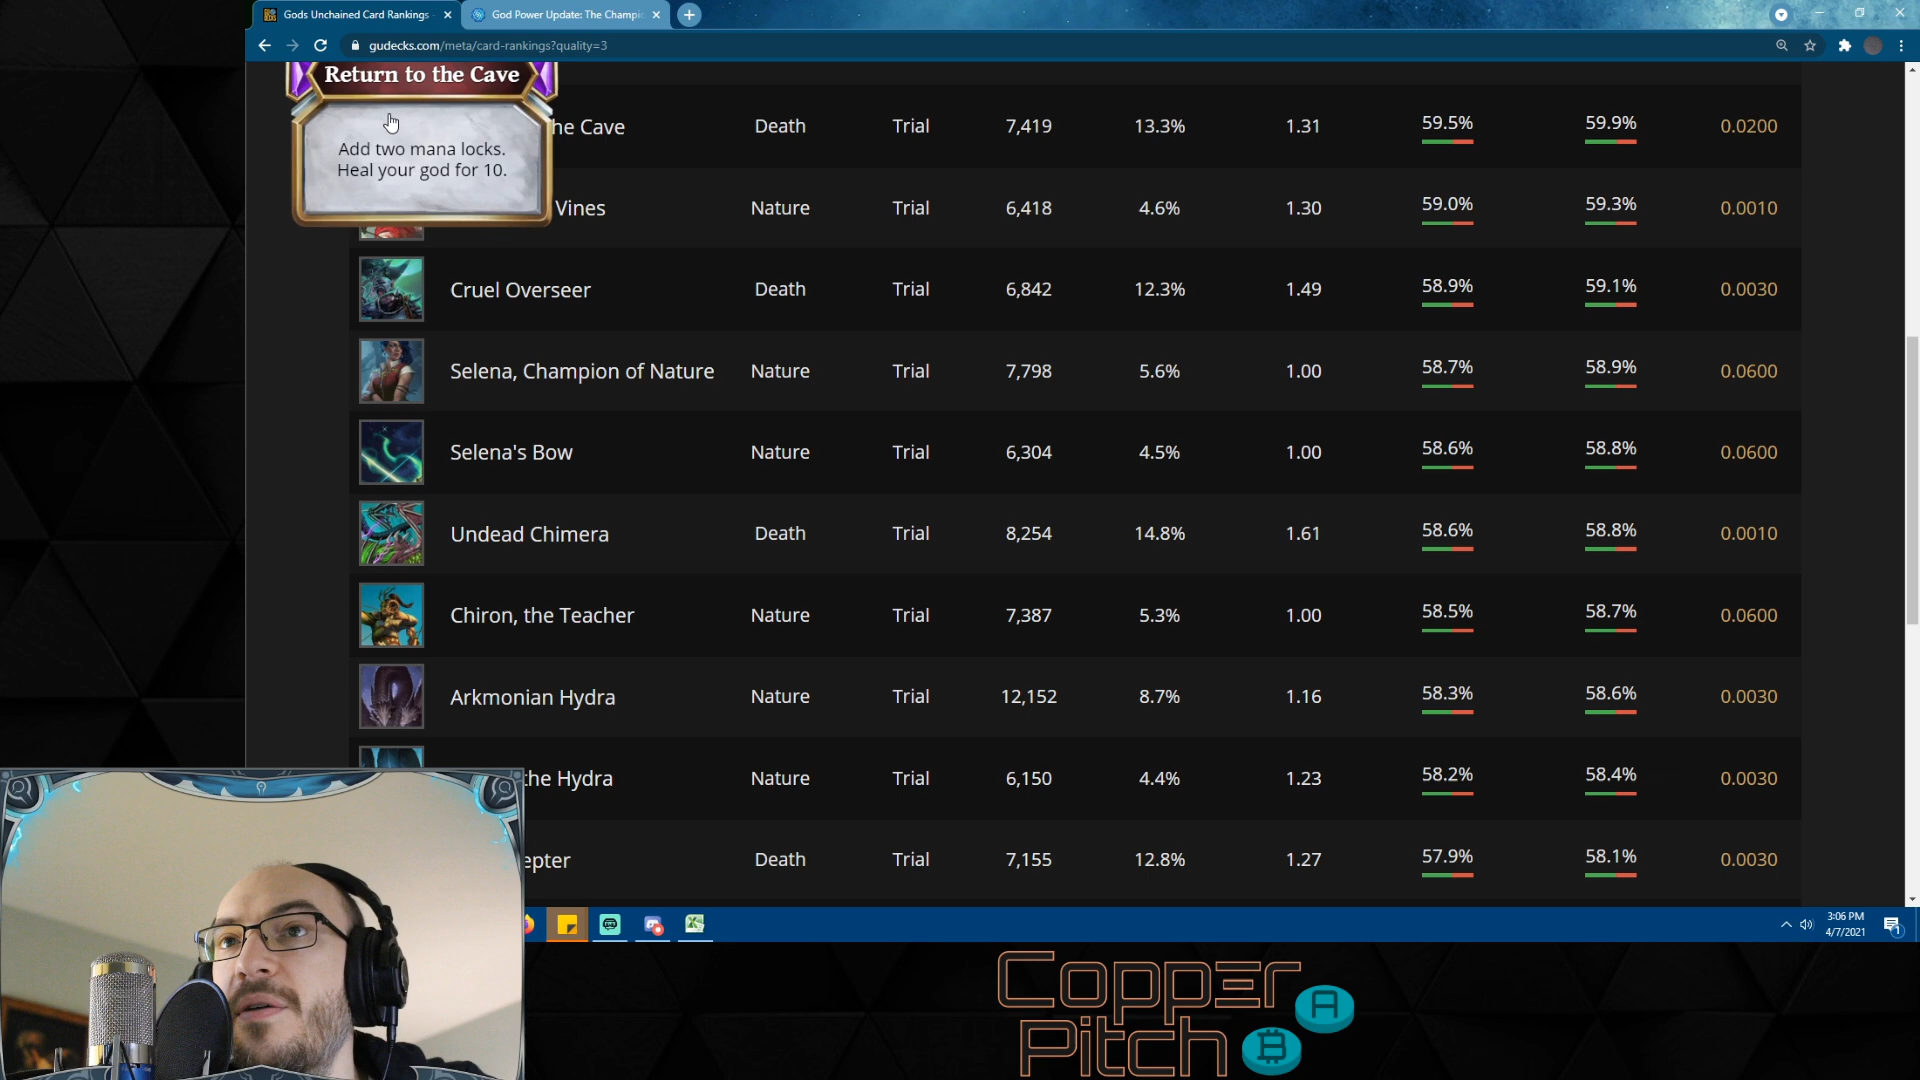 Gods Unchained Card Rankings
God Power Update: The Champi
gudecks.com/meta/card-rankings?quality=3
Return to the Cave
Add two mana locks.
Heal your god for 10.
he Cave Death Trial 7,419 13.3% 1.31 59.5% 59.9% 0.0200
Vines Nature Trial 6,418 4.6% 1.30 59.0% 59.3% 0.0010
Cruel Overseer Death Trial 6,842 12.3% 1.49 58.9% 59.1% 0.0030
Selena, Champion of Nature Nature Trial 7,798 5.6% 1.00 58.7% 58.9% 0.0600
Selena's Bow Nature Trial 6,304 4.5% 1.00 58.6% 58.8% 0.0600
Undead Chimera Death Trial 8,254 14.8% 1.61 58.6% 58.8% 0.0010
Chiron, the Teacher Nature Trial 7,387 5.3% 1.00 58.5% 58.7% 0.0600
Arkmonian Hydra Nature Trial 12,152 8.7% 1.16 58.3% 58.6% 0.0030
the Hydra Nature Trial 6,150 4.4% 1.23 58.2% 58.4% 0.0030
epter Death Trial 7,155 12.8% 1.27 57.9% 58.1% 0.0030
3:06 PM
4/7/2021
1
Copper
Pitch
A
B